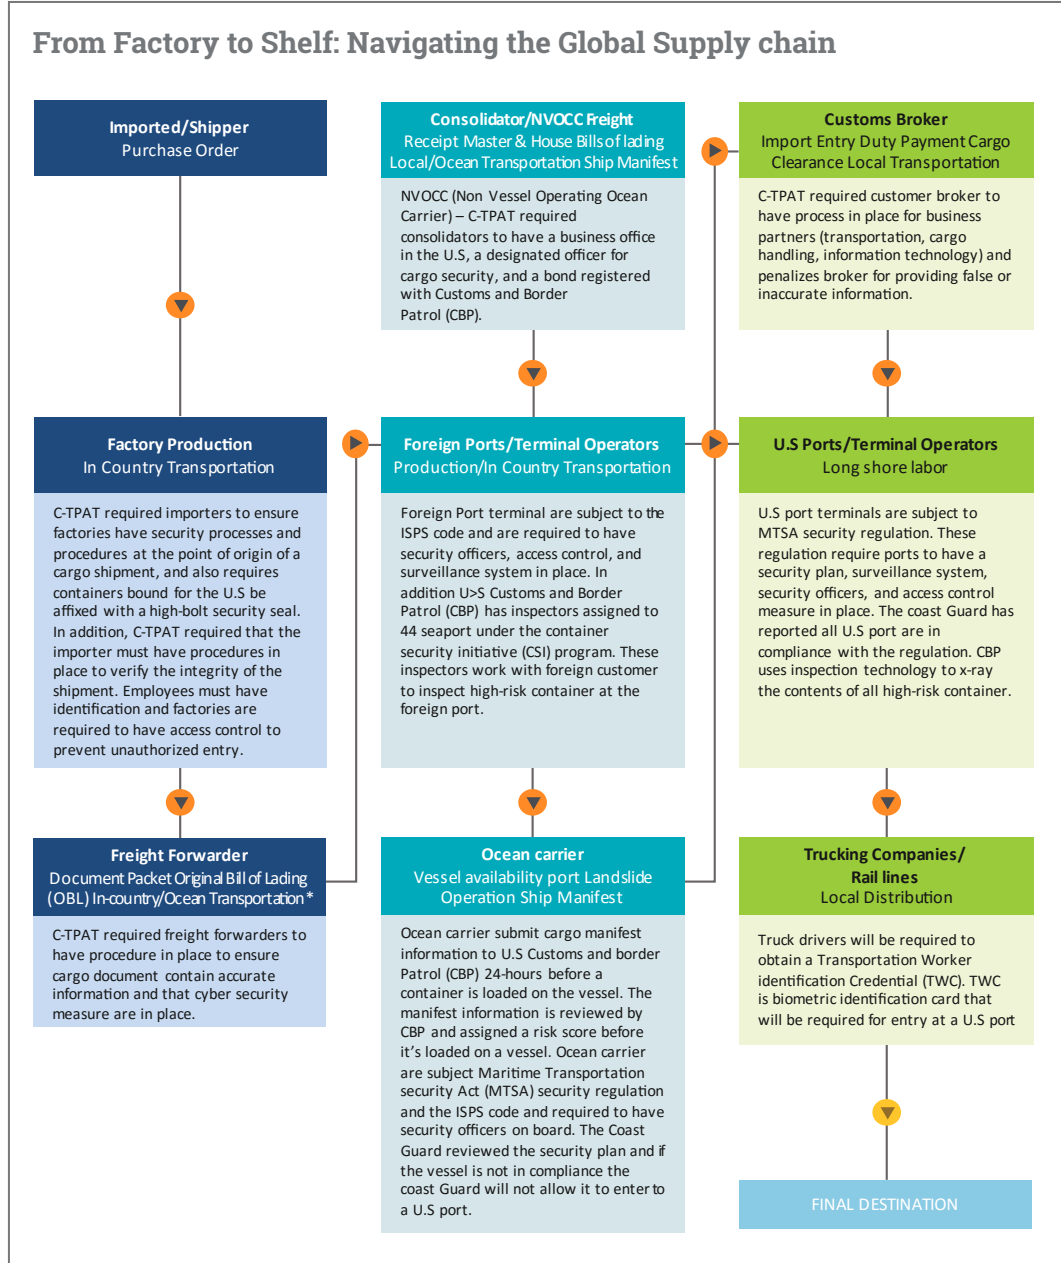 From Factory to Shelf: Navigating the Global Supply chain
Imported/Shipper
Purchase Order
Factory Production
In Country Transportation
C-TPAT required importers to ensure
factories have security processes and
procedures at the point of origin of a
cargo shipment, and also requires
containers bound for the U.S be
affixed with a high-bolt security seal.
In addition, C-TPAT required that the
importer must have procedures in
place to verify the integrity of the
shipment. Employees must have
identification and factories are
required to have access control to
prevent unauthorized entry.
Freight Forwarder
Document Packet Original Bill of Lading
(OBL) In-country/Ocean Transportation*
C-TPAT required freight forwarders to
have procedure in place to ensure
cargo document contain accurate
information and that cyber security
measure are in place.
Consolidator/NVOCC Freight
Receipt Master & House Bills of lading
Local/Ocean Transportation Ship Manifest
NVOCC (Non Vessel Operating Ocean
Carrier) – C-TPAT required
consolidators to have a business office
in the U.S, a designated officer for
cargo security, and a bond registered
with Customs and Border
Patrol (CBP).
Foreign Ports/Terminal Operators
Production/In Country Transportation
Foreign Port terminal are subject to the
ISPS code and are required to have
security officers, access control, and
surveillance system in place. In
addition U>S Customs and Border
Patrol (CBP) has inspectors assigned to
44 seaport under the container
security initiative (CSI) program. These
inspectors work with foreign customer
to inspect high-risk container at the
foreign port.
Ocean carrier
Vessel availability port Landslide
Operation Ship Manifest
Ocean carrier submit cargo manifest
information to U.S Customs and border
Patrol (CBP) 24-hours before a
container is loaded on the vessel. The
manifest information is reviewed by
CBP and assigned a risk score before
it's loaded on a vessel. Ocean carrier
are subject Maritime Transportation
security Act (MTSA) security regulation
and the ISPS code and required to have
security officers on board. The Coast
Guard reviewed the security plan and if
the vessel is not in compliance the
coast Guard will not allow it to enter to
a U.S port.
Customs Broker
Import Entry Duty Payment Cargo
Clearance Local Transportation
C-TPAT required customer broker to
have process in place for business
partners (transportation, cargo
handling, information technology) and
penalizes broker for providing false or
inaccurate information.
U.S Ports/Terminal Operators
Long shore labor
U.S port terminals are subject to
MTSA security regulation. These
regulation require ports to have a
security plan, surveillance system,
security officers, and access control
measure in place. The coast Guard has
reported all U.S port are in
compliance with the regulation. CBP
uses inspection technology to x-ray
the contents of all high-risk container.
Trucking Companies/
Rail lines
Local Distribution
Truck drivers will be required to
obtain a Transportation Worker
identification Credential (TWC). TWC
is biometric identification card that
will be required for entry at a U.S port
FINAL DESTINATION